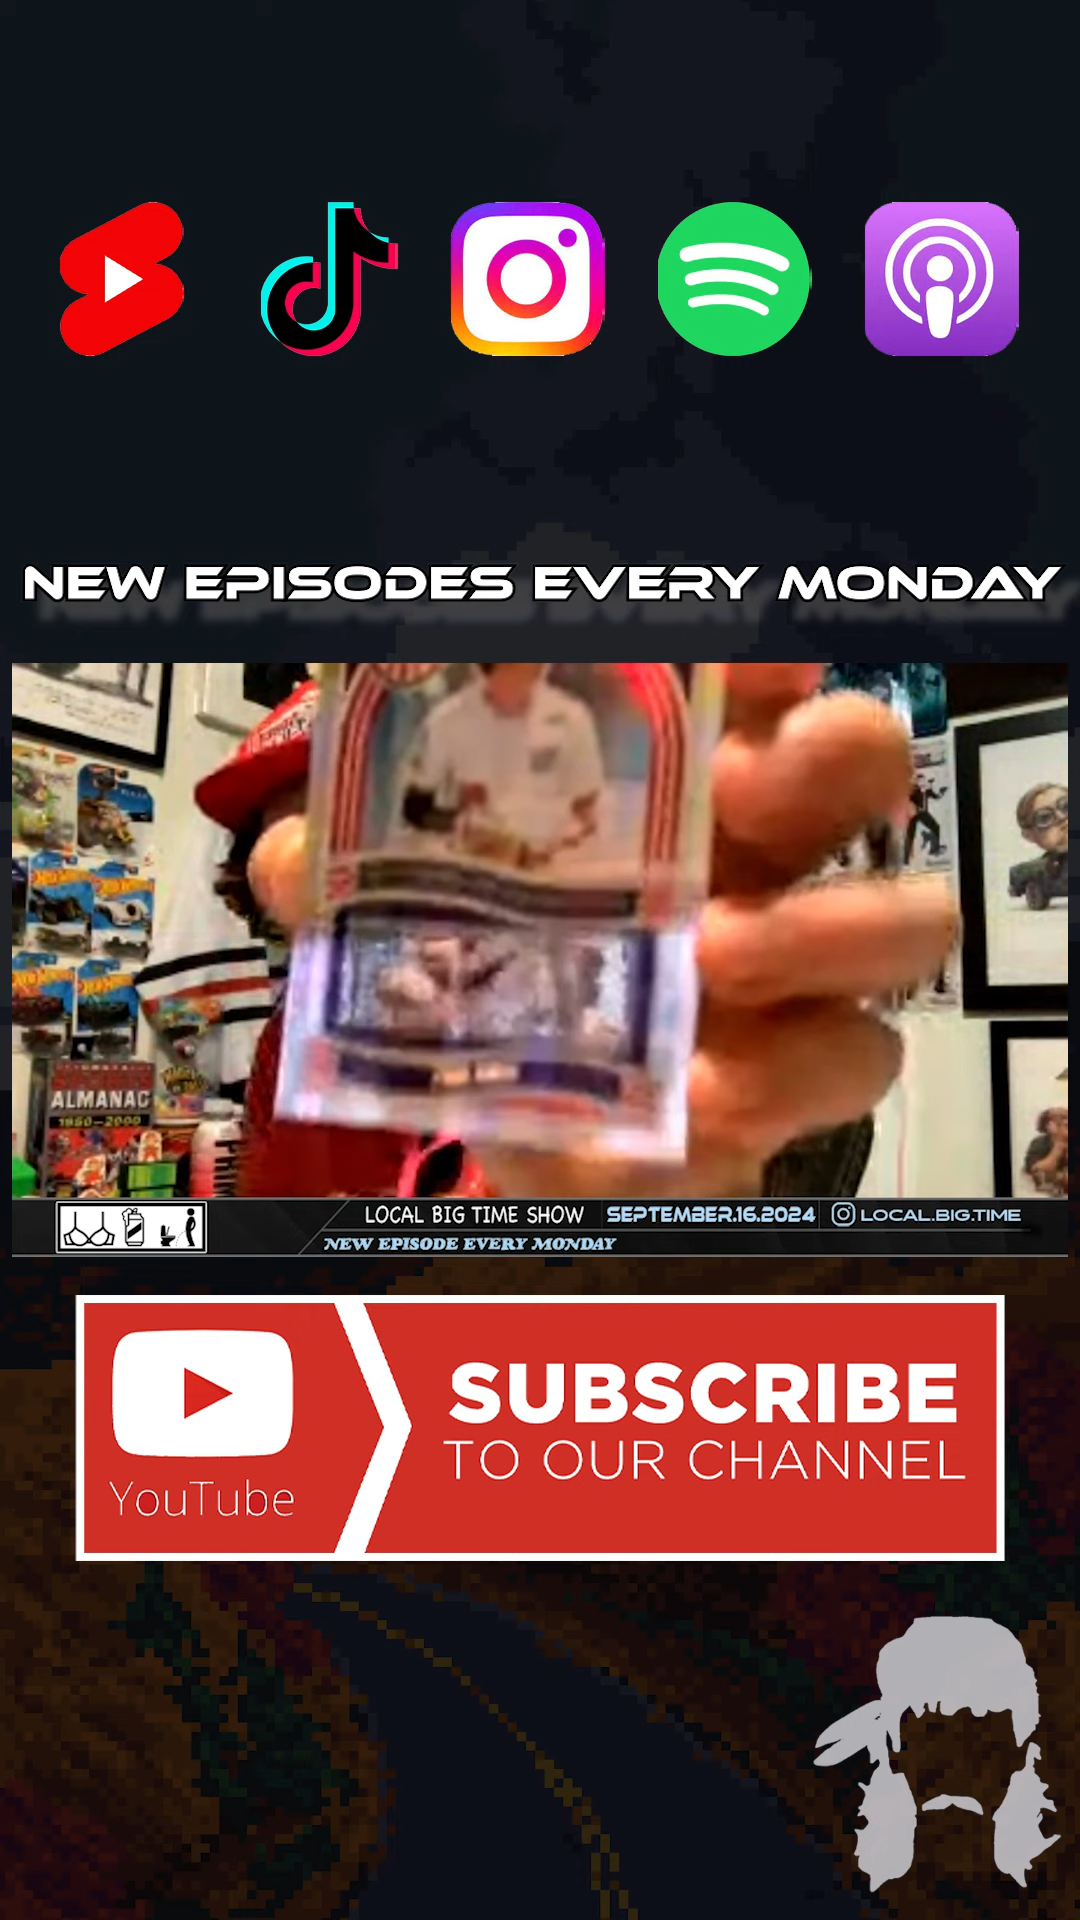 NEW EPISODES EVERY MONDAY
ALMANAC
1950-2000
LOCAL BIG TIME SHOW SEPTEMBER.16.2024 LOCAL.BIG.TIME
NEW EPISODE EVERY MONDAY
SUBSCRIBE
TO OUR CHANNEL
YouTube